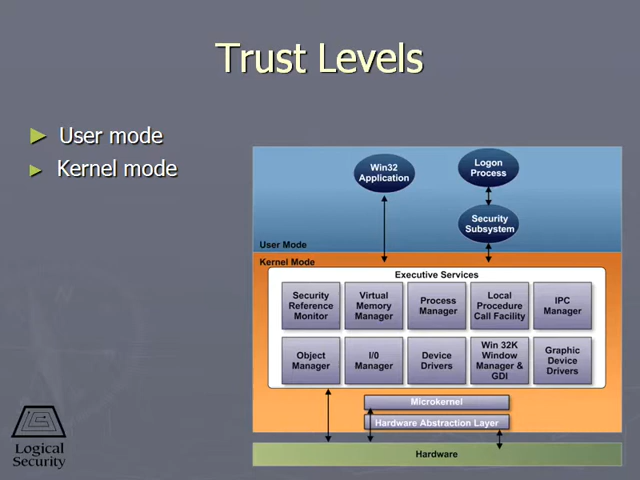 Trust Levels
User mode
Kernel mode
Win32
Application
Logon
Process
Security
Subsystem
User Mode
Kernel Mode
Executive Services
Security
Reference
Monitor
Virtual
Memory
Manager
Process
Manager
Local
Procedure
Call Facility
IPC
Manager
Object
Manager
I/0
Manager
Device
Drivers
Win 32K
Window
Manager &
GDI
Graphic
Device
Drivers
Microkernel
Hardware Abstraction Layer
Hardware
Logical
Security